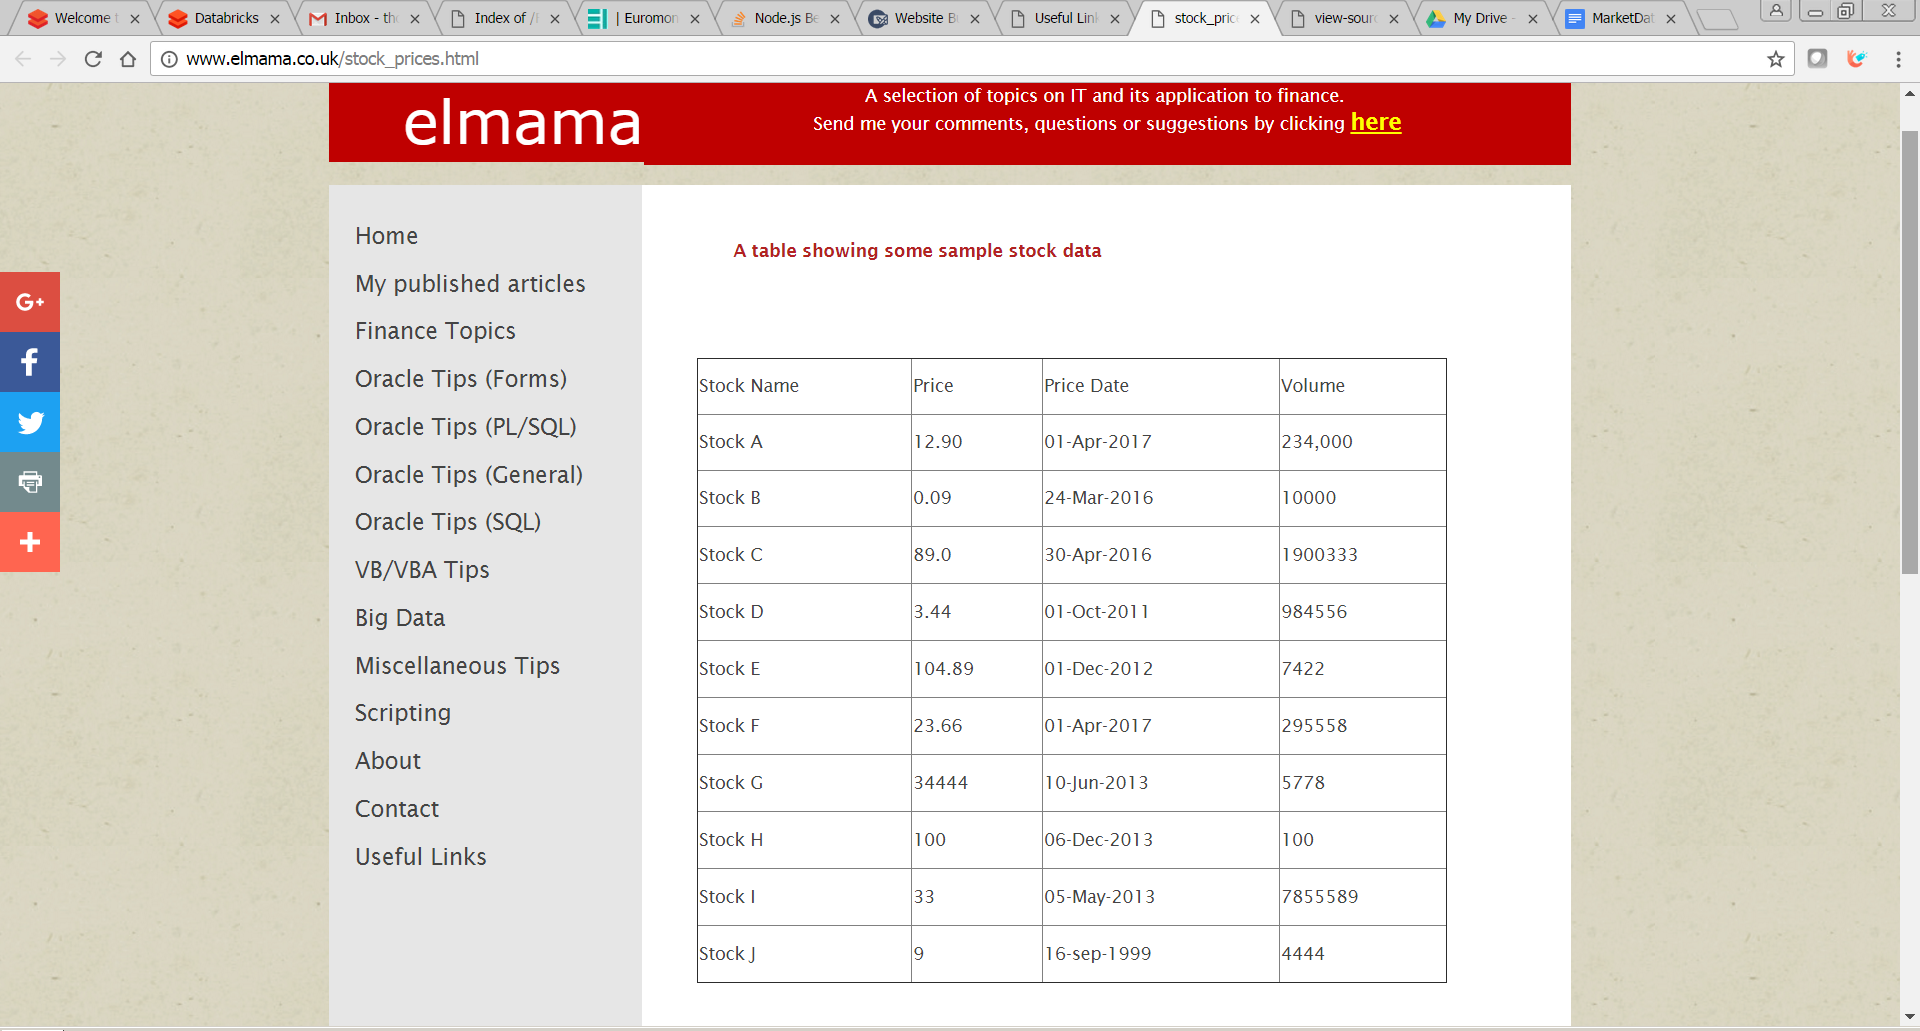 Welcome t
Databricks
Inbox - th
Index of /
| Euromon
Node.js Be
Website B
Useful Lin
stock_pric
view-sour
My Drive -
MarketDat
www.elmama.co.uk/stock_prices.html
elmama
A selection of topics on IT and its application to finance.
Send me your comments, questions or suggestions by clicking here
G+
Home
My published articles
Finance Topics
Oracle Tips (Forms)
Oracle Tips (PL/SQL)
Oracle Tips (General)
Oracle Tips (SQL)
VB/VBA Tips
Big Data
Miscellaneous Tips
Scripting
About
Contact
Useful Links
A table showing some sample stock data
Stock Name Price Price Date Volume
Stock A 12.90 01-Apr-2017 234,000
Stock B 0.09 24-Mar-2016 10000
Stock C 89.0 30-Apr-2016 1900333
Stock D 3.44 01-Oct-2011 984556
Stock E 104.89 01-Dec-2012 7422
Stock F 23.66 01-Apr-2017 295558
Stock G 34444 10-Jun-2013 5778
Stock H 100 06-Dec-2013 100
Stock I 33 05-May-2013 7855589
Stock J 9 16-sep-1999 4444